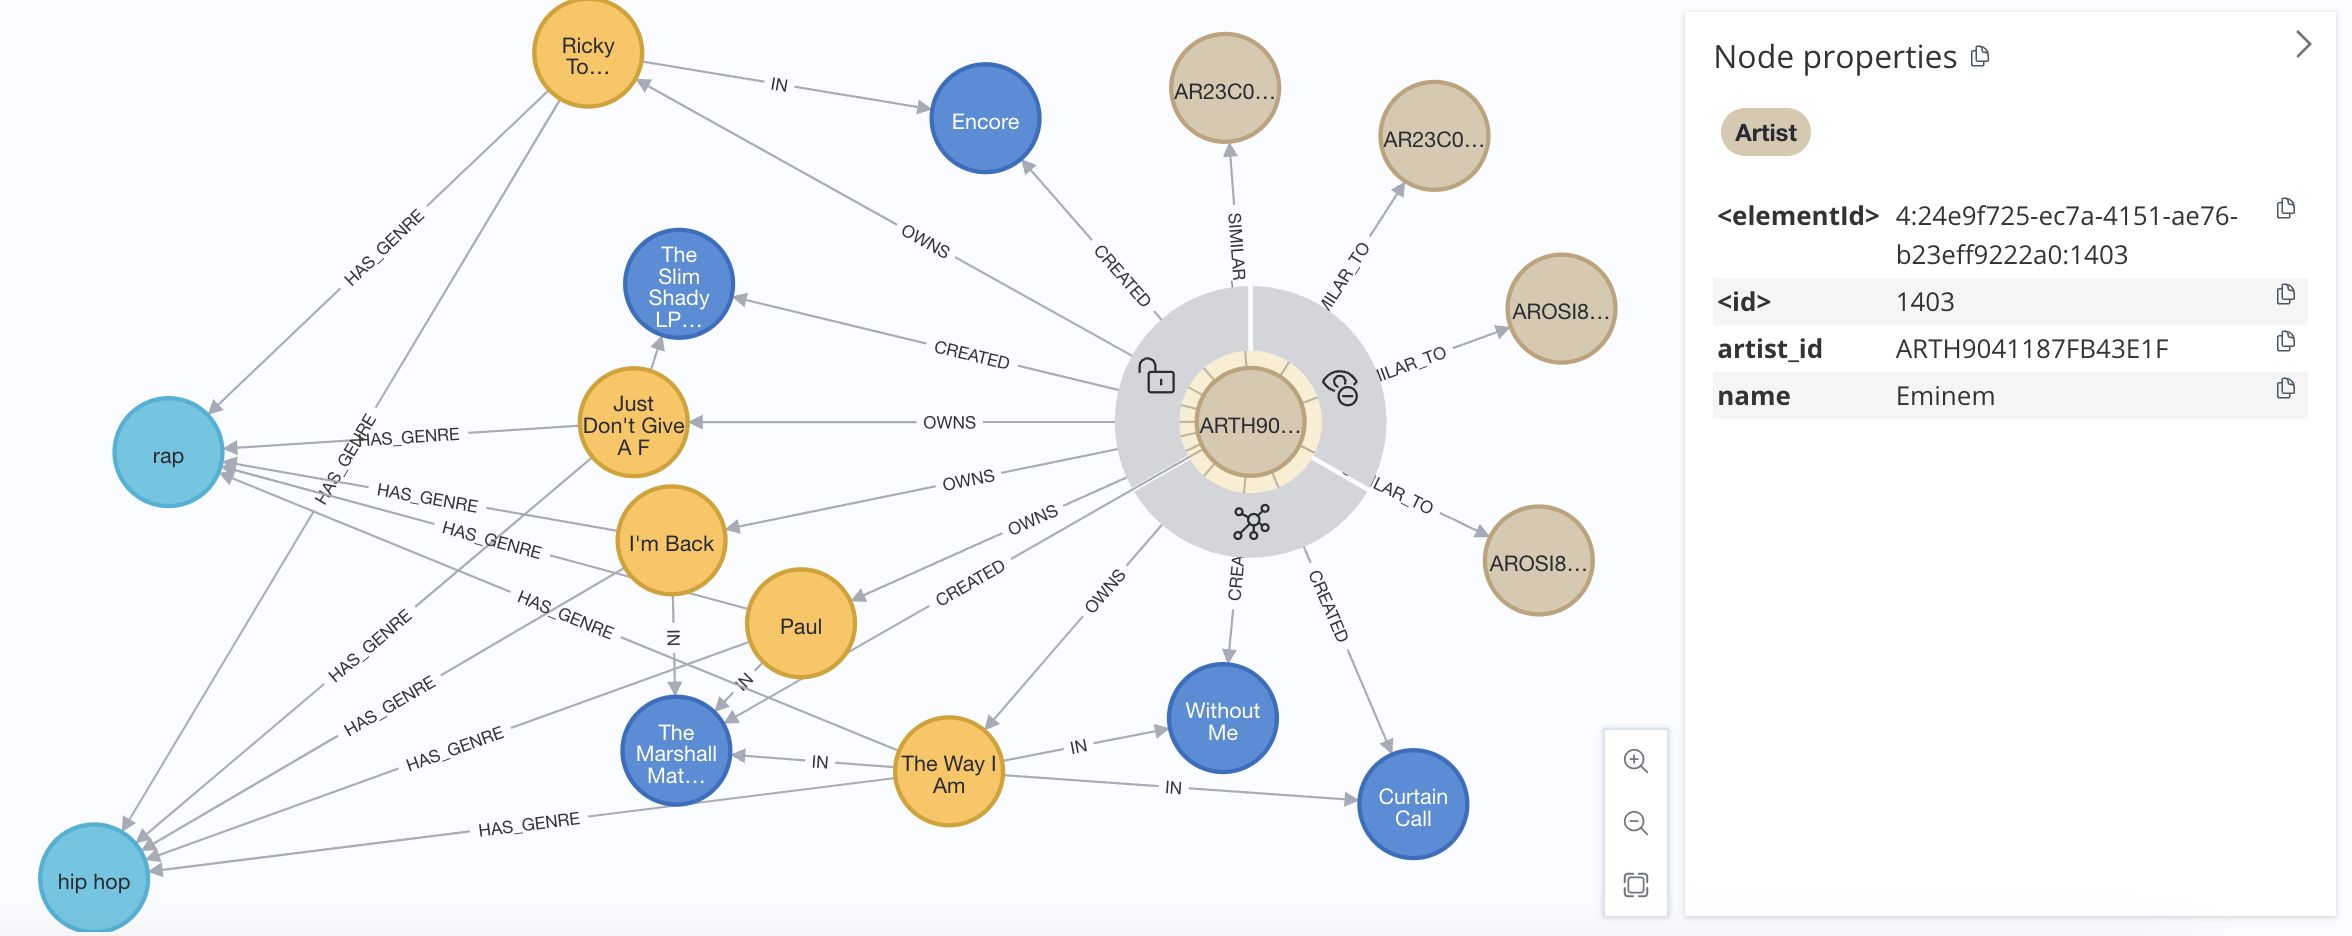 Ricky
To...
IN
Encore
AR23C0...
AR23C0...
HAS_GENRE
OWNS
CREATED
SIMILAR
MILAR_TO
The
Slim
Shady
LP...
CREATED
AROSI8...
MILAR_TO
Just
Don't Give
A F
OWNS
ARTH90...
HAS_GENRE
HAS_GENRE
rap
OWNS
HAS_GENRE
LAR_TO
HAS_GENRE
I'm Back
OWNS
AROSI8...
CREATED
CREA
CREATED
OWNS
HAS_GENRE
Paul
IN
HAS_GENRE
IN
HAS_GENRE
HAS_GENRE
The
Marshall
Mat...
IN
The Way I
Am
IN
Without
Me
IN
Curtain
Call
HAS_GENRE
hip hop
Node properties
Artist
<elementId> 4:24e9f725-ec7a-4151-ae76-
b23eff9222a0:1403
<id> 1403
artist_id ARTH9041187FB43E1F
name Eminem